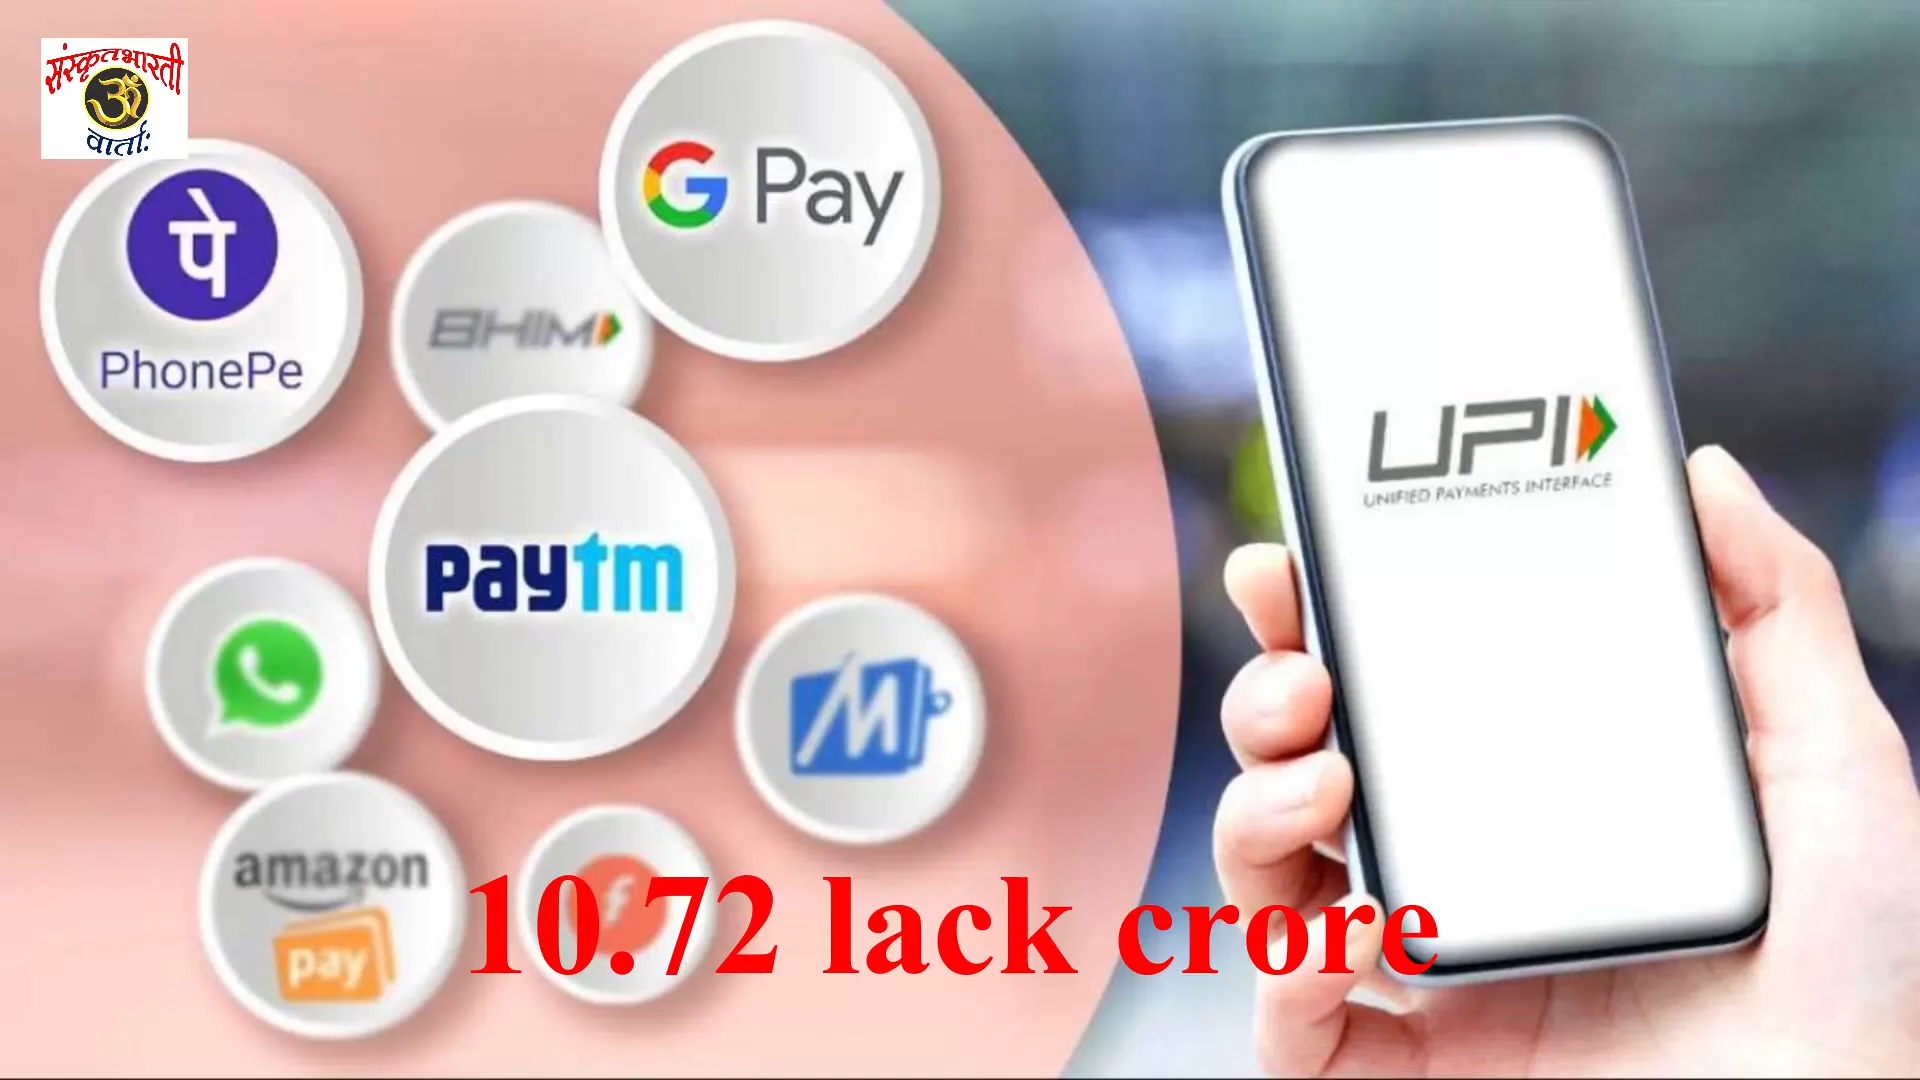 संस्कृतभारती
ॐ
वार्ताः
G Pay
पे
PhonePe
BHIM
paytm
UPI
UNIFIED PAYMENTS INTERFACE
M
amazon
pay
f
10.72 lack crore